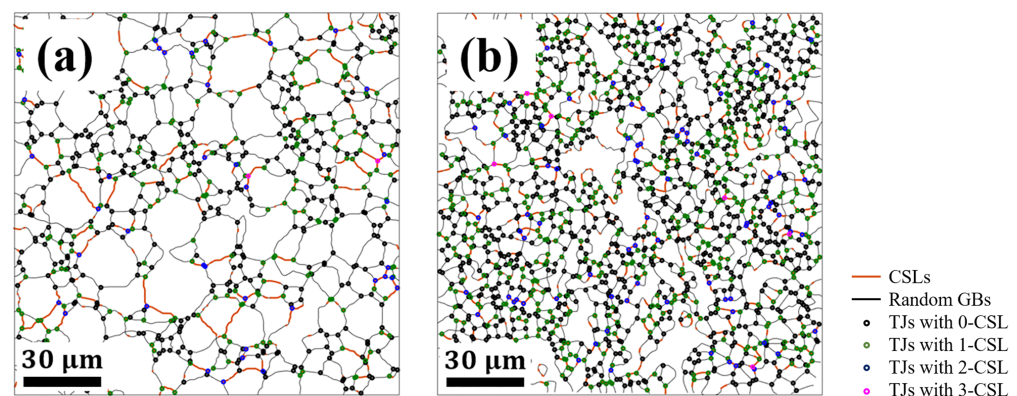 (a)
(b)
30 μm
30 μm
CSLs
Random GBs
TJs with 0-CSL
TJs with 1-CSL
TJs with 2-CSL
TJs with 3-CSL